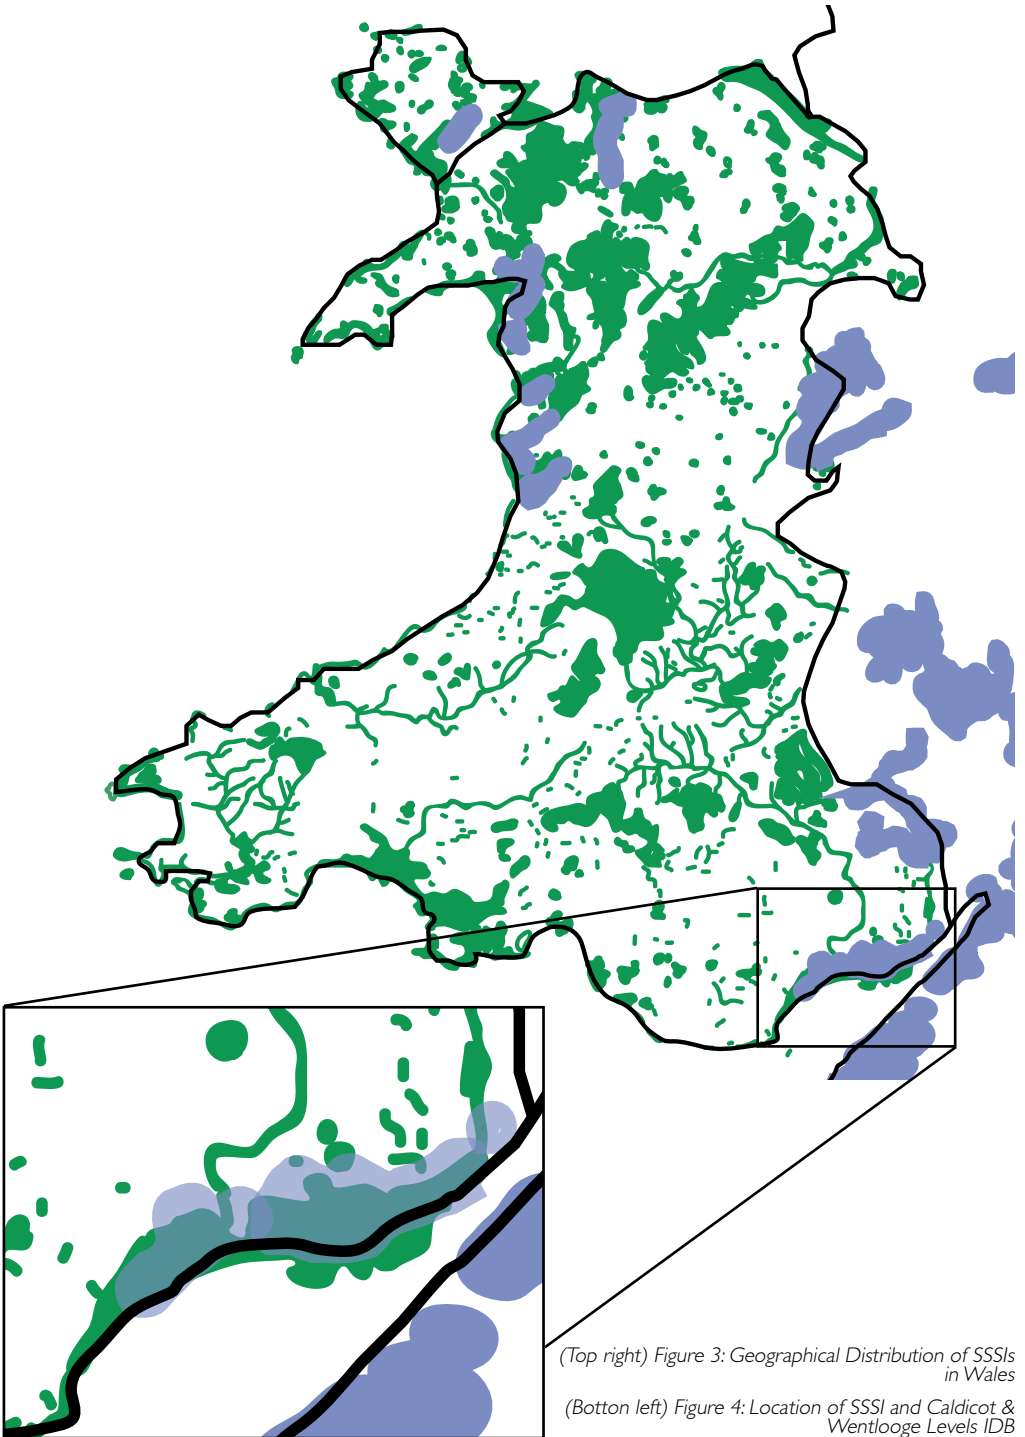 (Top right) Figure 3: Geographical Distribution of SSSIs
in Wales
(Botton left) Figure 4: Location of SSSI and Caldicot &
Wentlooge Levels IDB